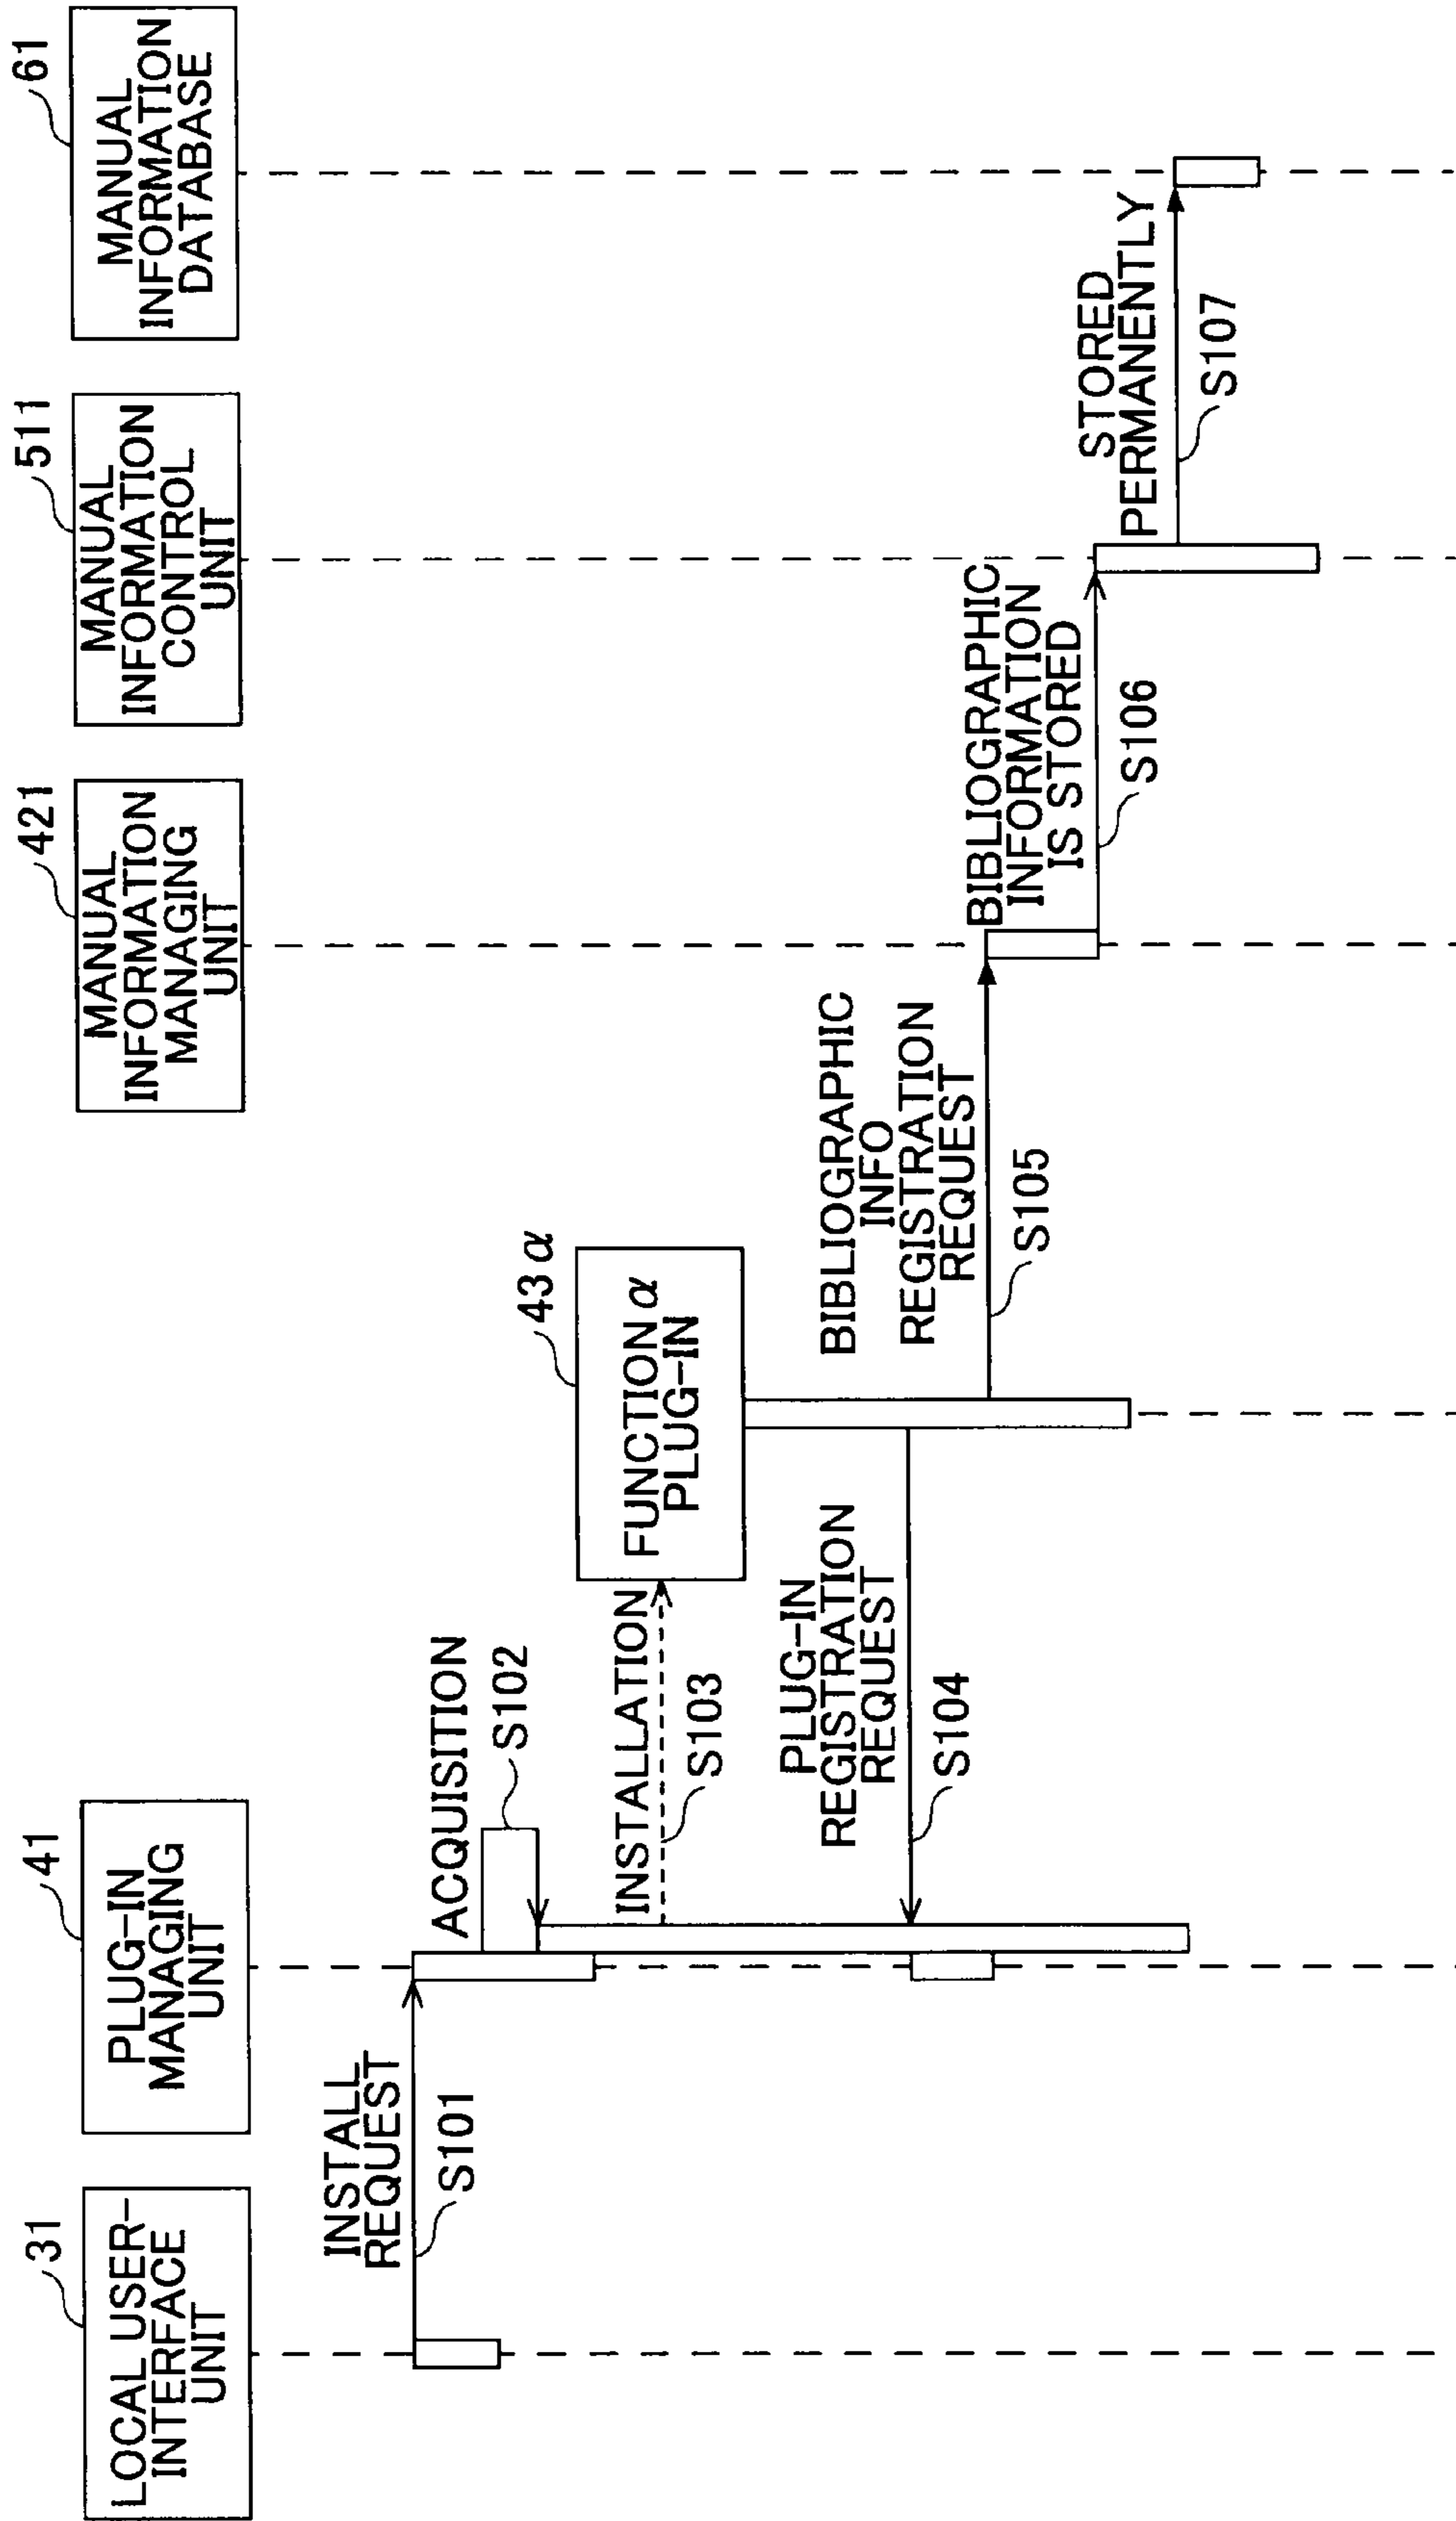 LOCAL USER-
INTERFACE
UNIT
31
PLUG-IN
MANAGING
UNIT
41
MANUAL
INFORMATION
MANAGING
UNIT
421
MANUAL
INFORMATION
CONTROL
UNIT
511
MANUAL
INFORMATION
DATABASE
61
INSTALL
REQUEST
S101
ACQUISITION
S102
INSTALLATION
S103
FUNCTION α
PLUG-IN
43α
PLUG-IN
REGISTRATION
REQUEST
S104
BIBLIOGRAPHIC
INFO
REGISTRATION
REQUEST
S105
BIBLIOGRAPHIC
INFORMATION
IS STORED
S106
STORED
PERMANENTLY
S107